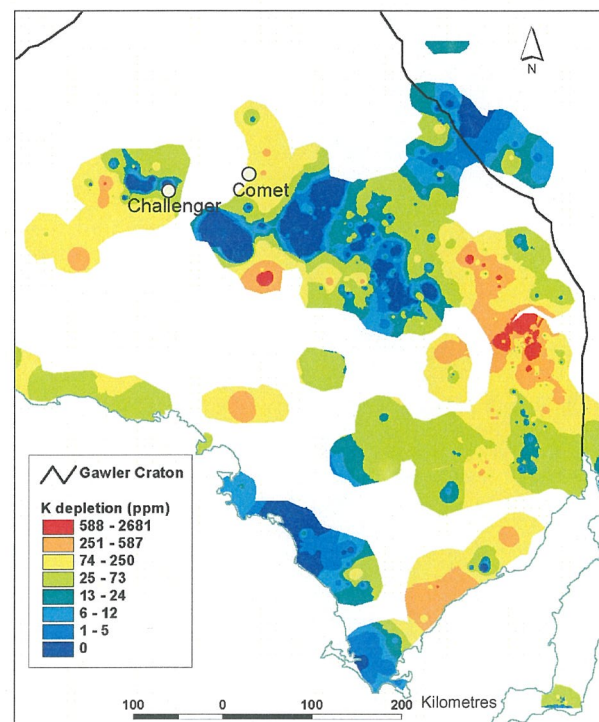 N
Comet
Challenger
Gawler Craton
K depletion (ppm)
588 - 2681
251 - 587
74 - 250
25 - 73
13 - 24
6 - 12
1 - 5
0
100 0 100 200 Kilometres